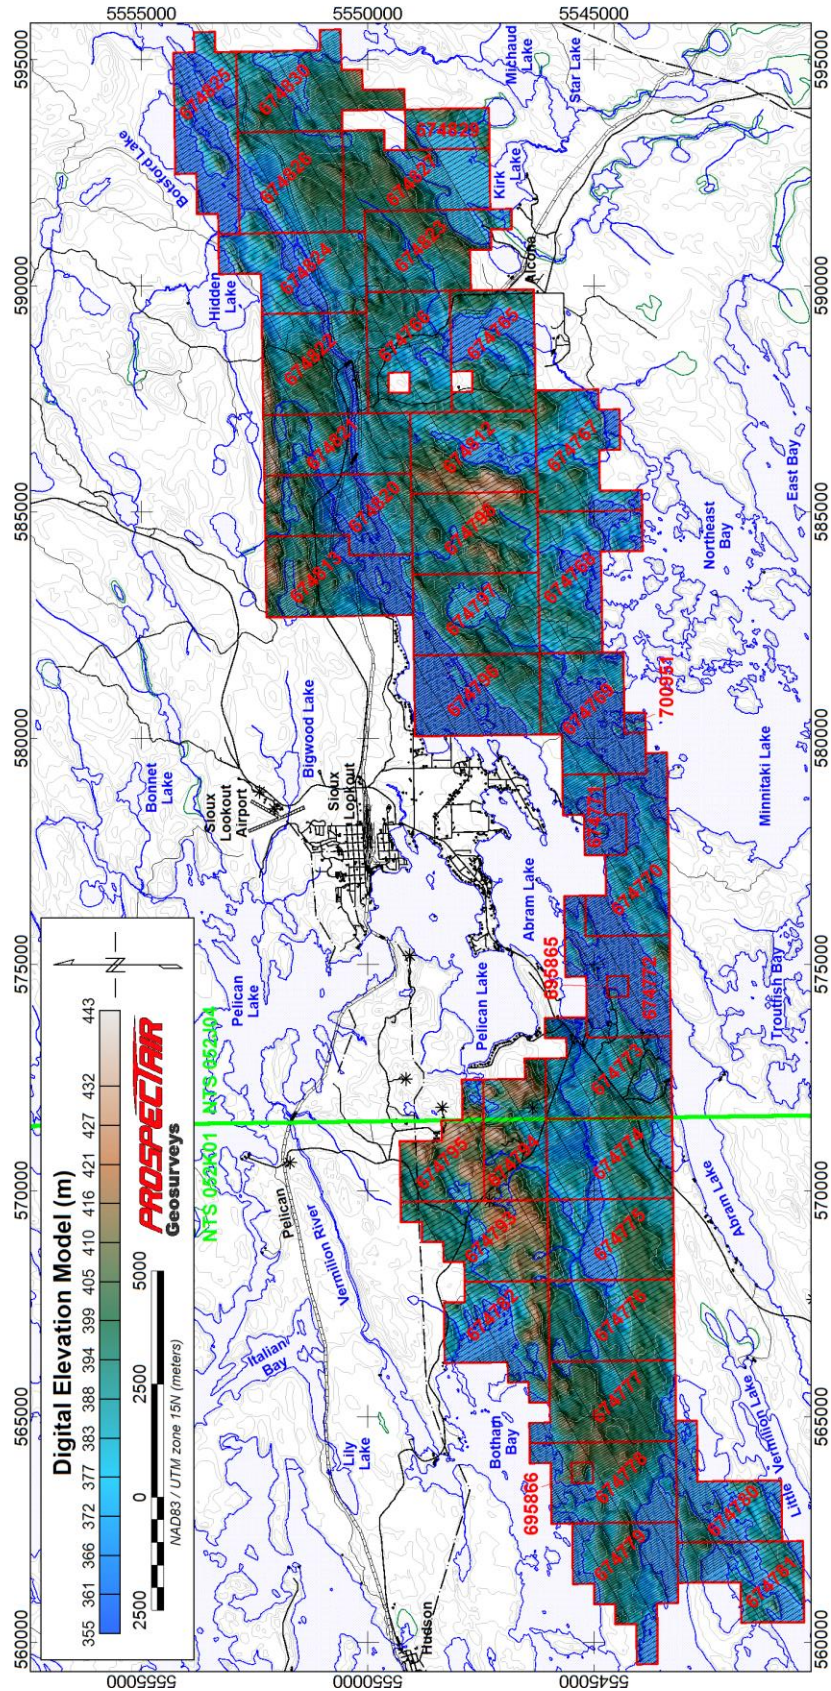 560000
565000
570000
575000
580000
585000
590000
595000
Digital Elevation Model (m)
355 361 366 372 377 383 388 394 399 405 410 416 421 427 432 443
2500 0 2500 5000
NAD83 / UTM zone 15N (meters)
PROSPECTAIR
Geosurveys
N
NTS 052K01
NTS 052J04
5555000
5550000
5545000
5555000
5550000
5545000
Bonnet
Lake
Botsford Lake
Hidden
Lake
Pelican
Lake
Sioux
Lookout
Airport
Bigwood Lake
Sioux
Lookout
Italian
Bay
Pelican
Vermilion River
Lily
Lake
Hudson
Botham
Bay
Pelican Lake
Abram Lake
Michaud
Lake
Star Lake
Kirk
Lake
Alcona
Northeast
Bay
East Bay
Minnitaki Lake
Troutfish Bay
Abram Lake
Little Vermilion Lake
674825
674830
674826
674824
674822
674821
674820
674813
674829
674827
674823
674766
674765
674812
674798
674797
674796
674767
674768
674769
700951
674771
674770
695865
674772
674773
674795
674794
674793
674774
674775
674776
674777
674778
695866
674779
674780
674781